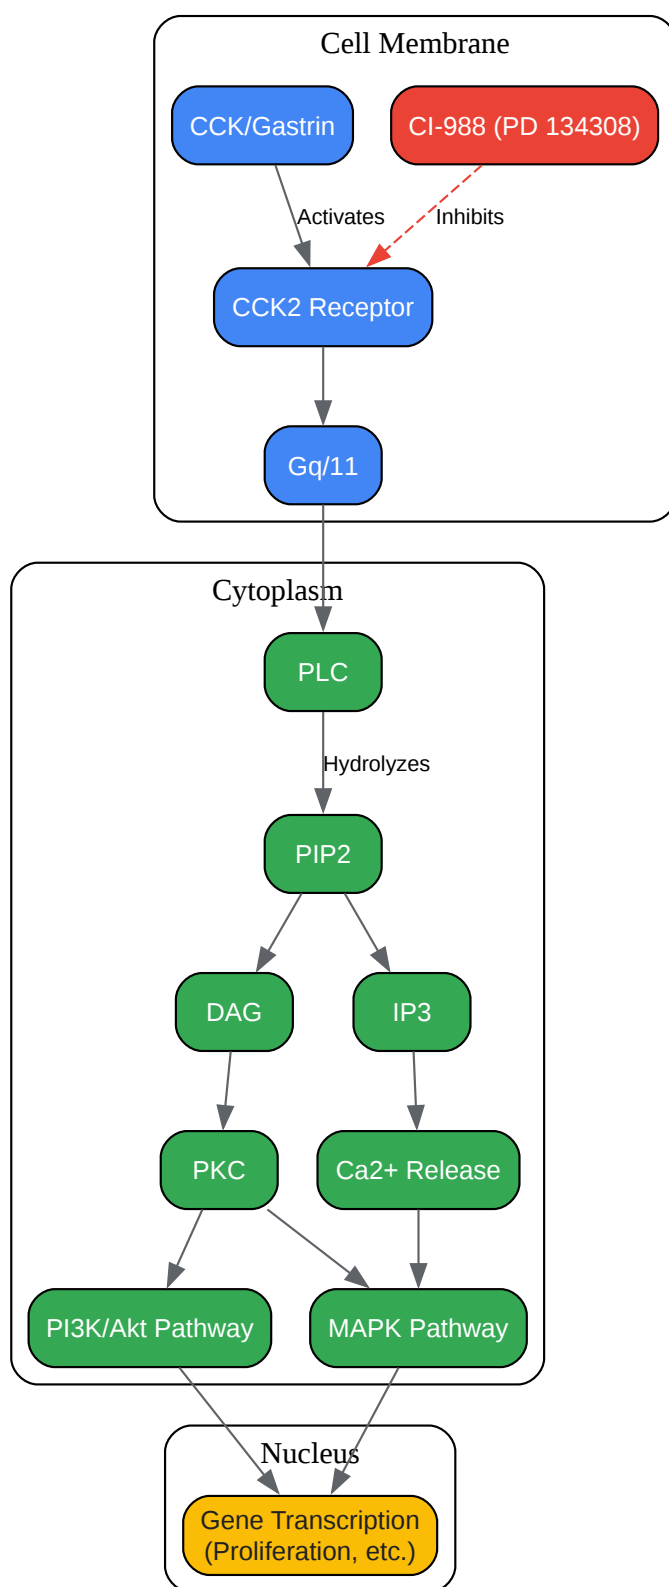 Cell Membrane
CCK/Gastrin
CI-988 (PD 134308)
Activates
Inhibits
CCK2 Receptor
Gq/11
Cytoplasm
PLC
Hydrolyzes
PIP2
DAG
IP3
PKC
Ca2+ Release
PI3K/Akt Pathway
MAPK Pathway
Nucleus
Gene Transcription
(Proliferation, etc.)